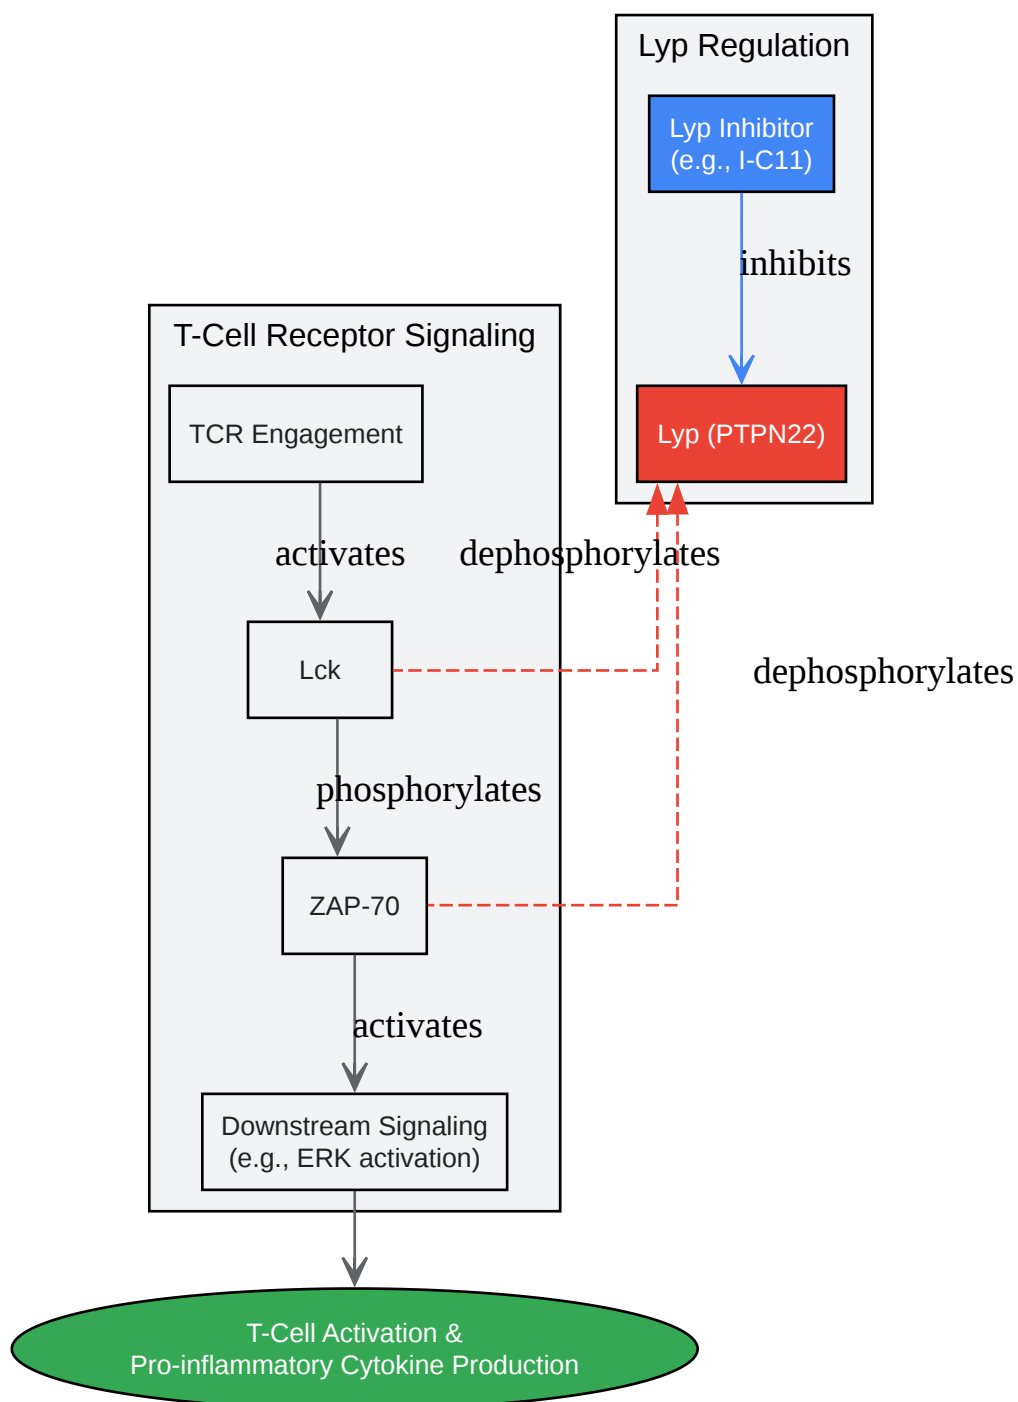 Lyp Regulation
Lyp Inhibitor
(e.g., I-C11)
inhibits
T-Cell Receptor Signaling
TCR Engagement
Lyp (PTPN22)
activates
dephosphorylates
Lck
dephosphorylates
phosphorylates
ZAP-70
activates
Downstream Signaling
(e.g., ERK activation)
T-Cell Activation &
Pro-inflammatory Cytokine Production